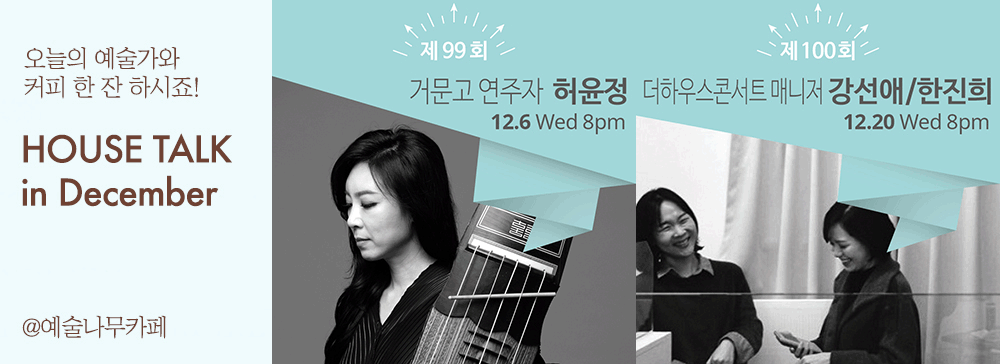 오늘의 예술가와
커피 한 잔 하시죠!
HOUSE TALK
in December
@예술나무카페
제 99 회
거문고 연주자 허윤정
12.6 Wed 8pm
제 100 회
더하우스콘서트 매니저 강선애/한진희
12.20 Wed 8pm